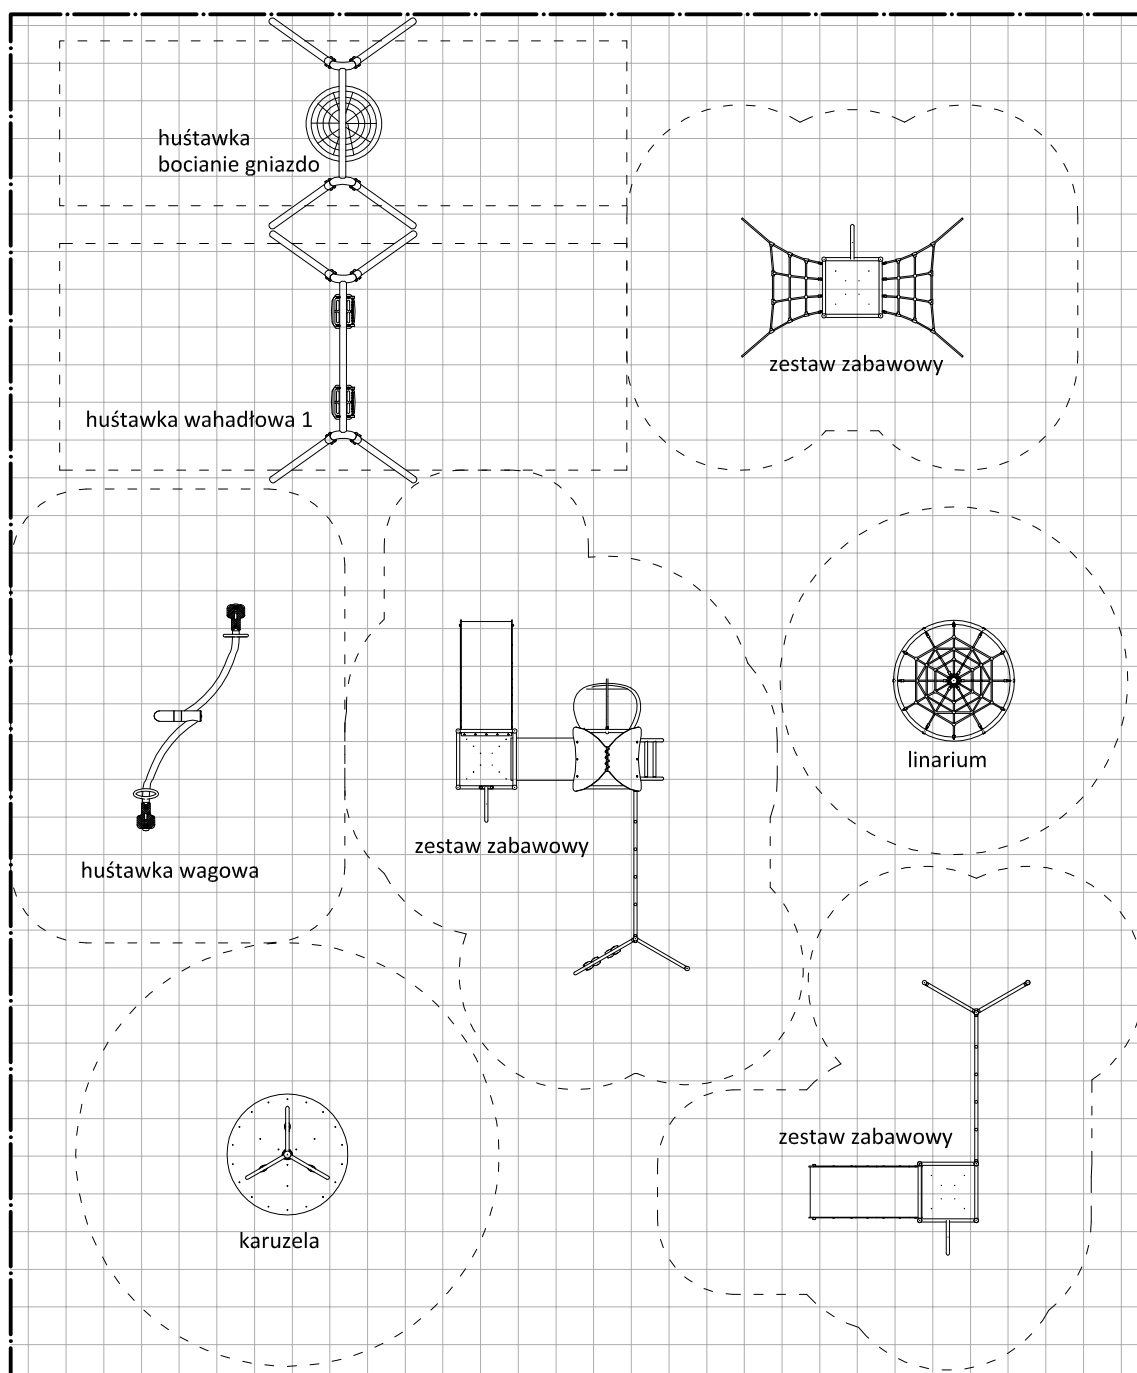 huśtawka
bocianie gniazdo
zestaw zabawowy
huśtawka wahadłowa 1
linarium
zestaw zabawowy
huśtawka wagowa
zestaw zabawowy
karuzela